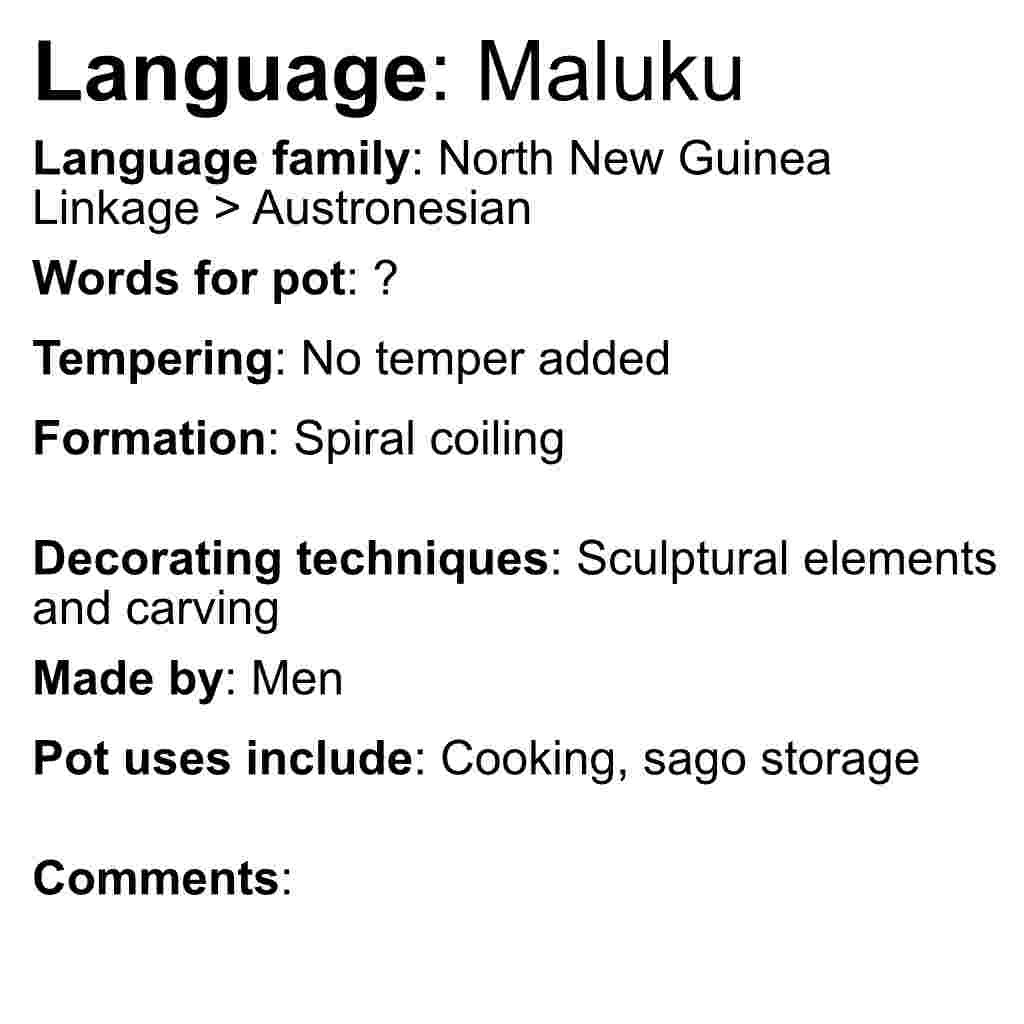 Language: Maluku
Language family: North New Guinea
Linkage > Austronesian
Words for pot: ?
Tempering: No temper added
Formation: Spiral coiling
Decorating techniques: Sculptural elements
and carving
Made by: Men
Pot uses include: Cooking, sago storage
Comments: